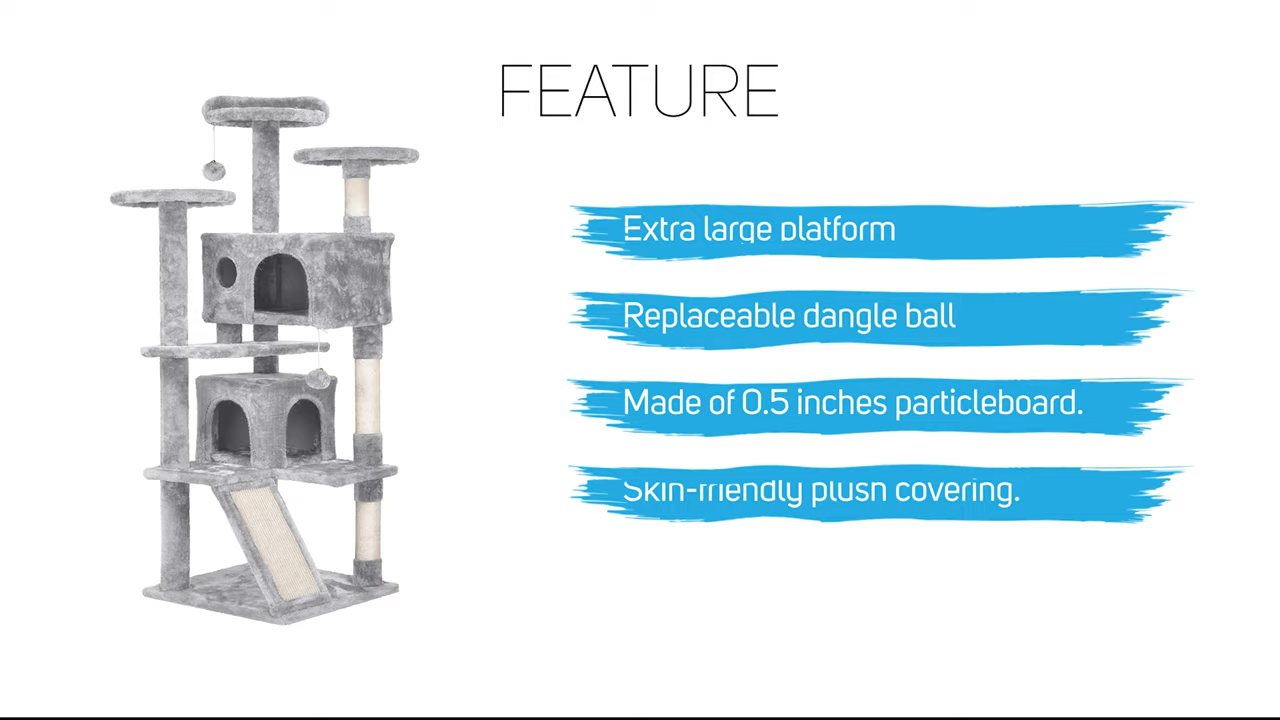 FEATURE
Extra large platform
Replaceable dangle ball
Made of 0.5 inches particleboard.
Skin-friendly plush covering.